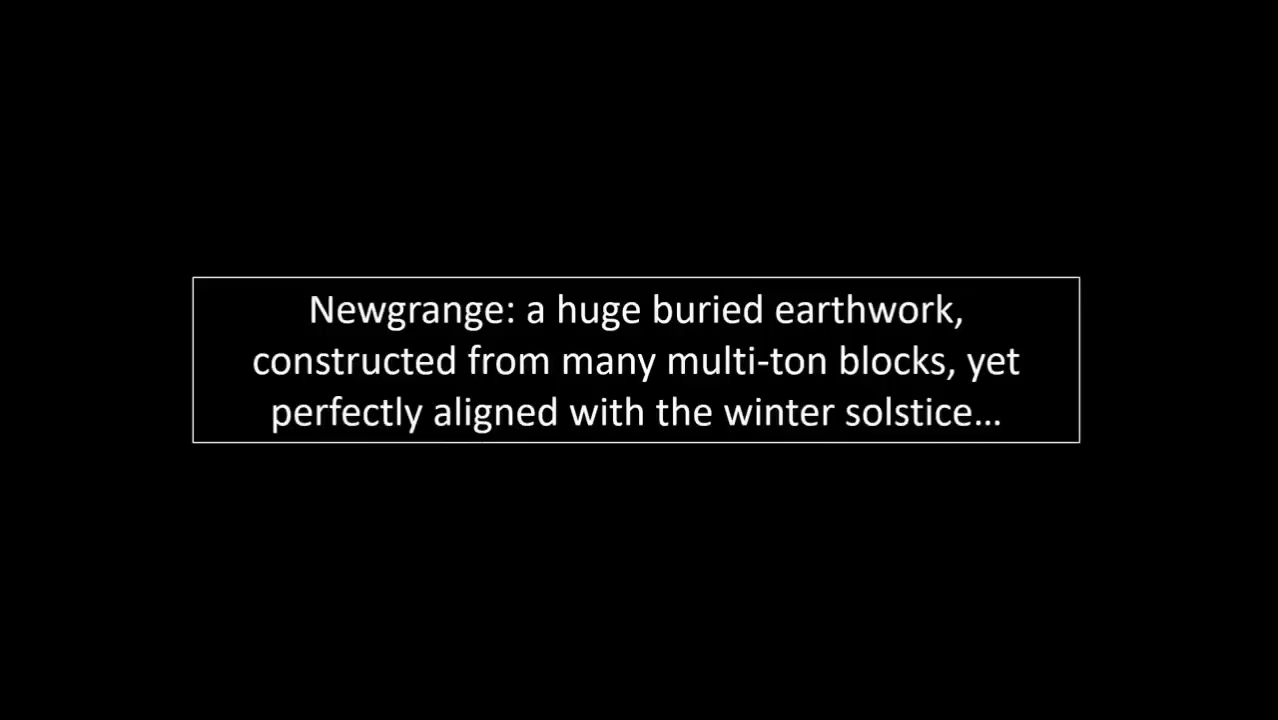 Newgrange: a huge buried earthwork,
constructed from many multi-ton blocks, yet
perfectly aligned with the winter solstice…